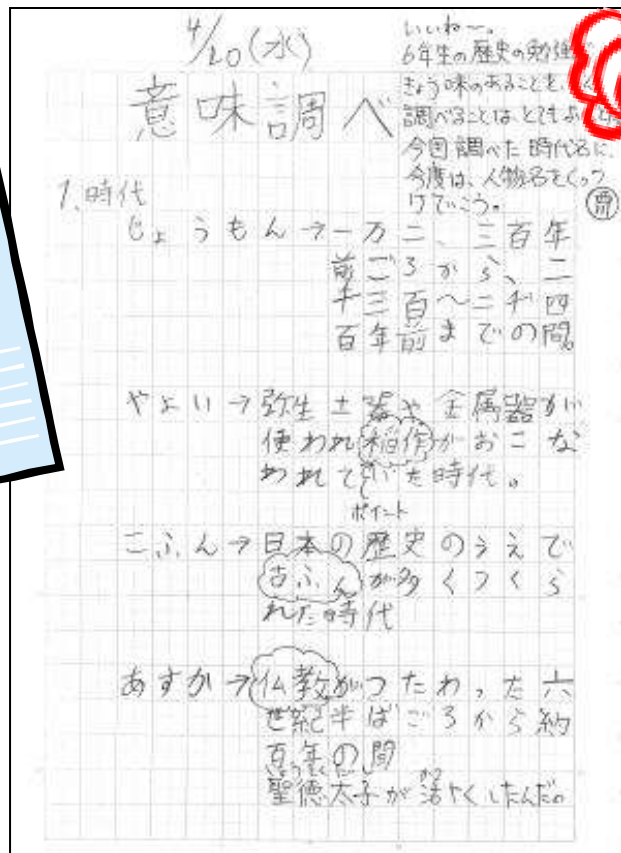 4/20(水)
意味調べ
いいね〜。
6年生の歴史の勉強
きょう味のあることを
調べることはとてもよ
今回調べた時代名に、
今度は、人物名をくっつ
けていこう。
1、時代
じょうもん→一万二、三百年
前ごろから、二
千三百〜二千四
百年前までの間。
やよい→弥生土器や金属器が
使われ稲作がおこな
われていた時代。
ポイント
こふん→日本の歴史のうえで
古ふんが多くつくら
れた時代
あすか→仏教がつたわった六
世紀半ばごろから約
百年の間
聖徳太子が活やくしたんだ。